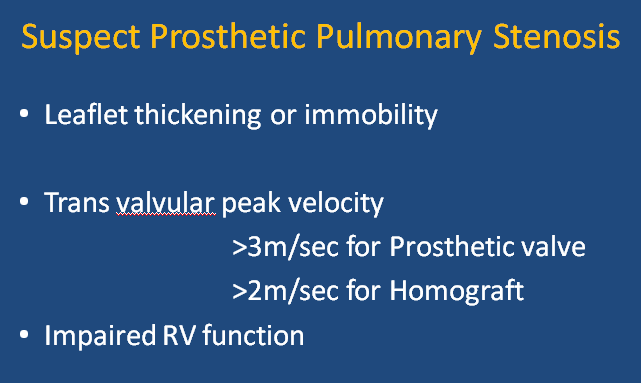 Suspect Prosthetic Pulmonary Stenosis
• Leaflet thickening or immobility
• Trans valvular peak velocity
>3m/sec for Prosthetic valve
>2m/sec for Homograft
• Impaired RV function